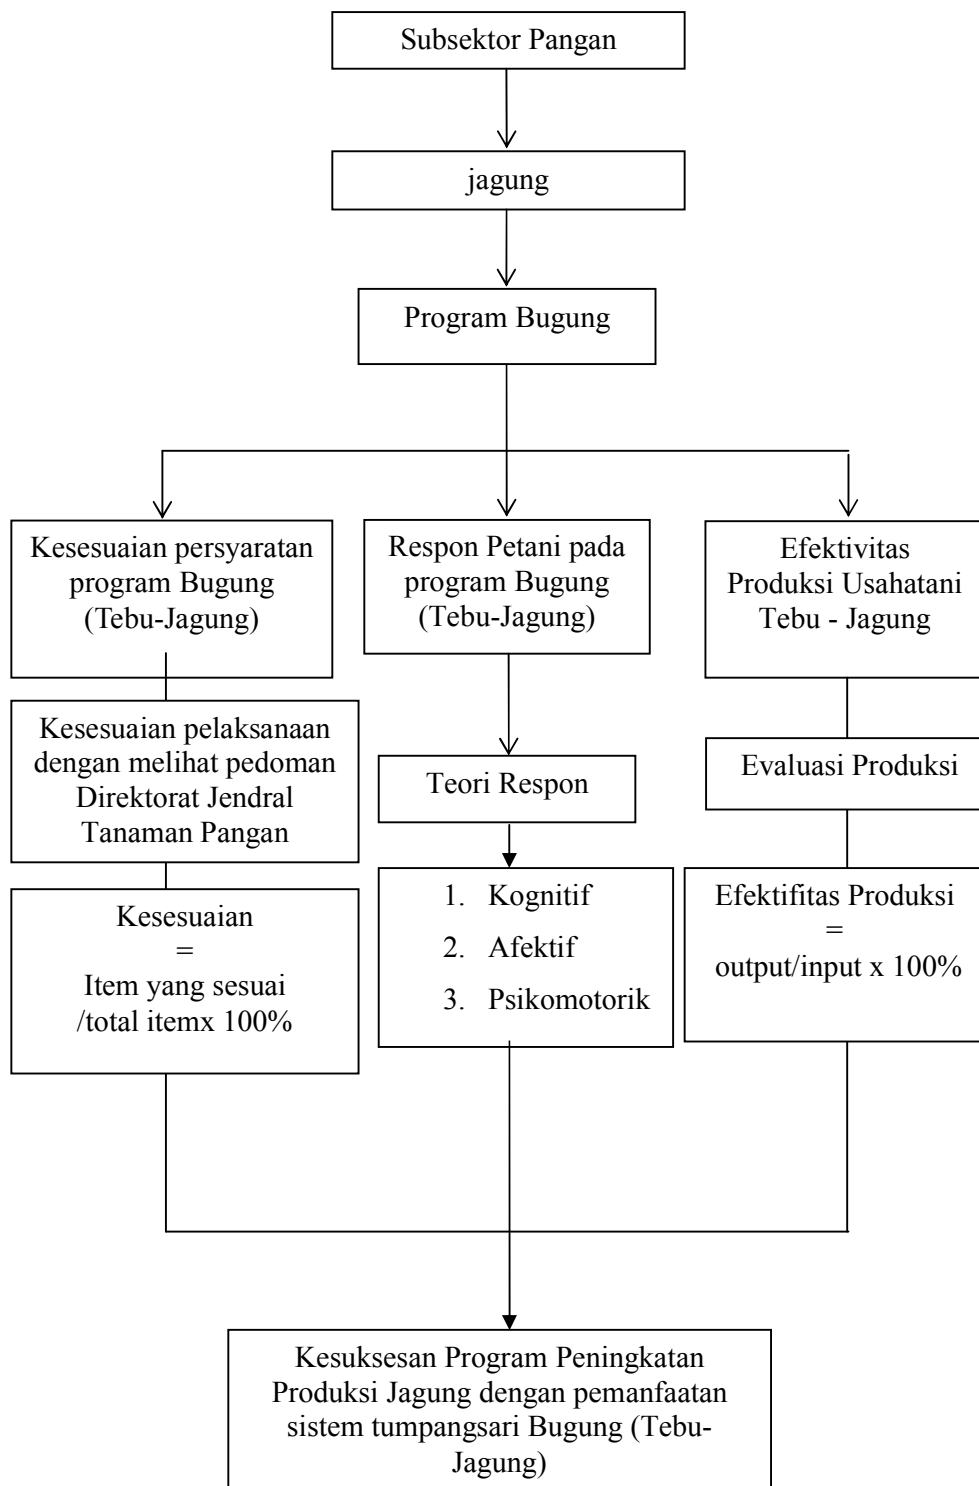 Subsektor Pangan
jagung
Program Bugung
Kesesuaian persyaratan
program Bugung
(Tebu-Jagung)
Respon Petani pada
program Bugung
(Tebu-Jagung)
Efektivitas
Produksi Usahatani
Tebu - Jagung
Kesesuaian pelaksanaan
dengan melihat pedoman
Direktorat Jendral
Tanaman Pangan
Teori Respon
Evaluasi Produksi
Kesesuaian
=
Item yang sesuai
/total itemx 100%
1. Kognitif
2. Afektif
3. Psikomotorik
Efektifitas Produksi
=
output/input x 100%
Kesuksesan Program Peningkatan
Produksi Jagung dengan pemanfaatan
sistem tumpangsari Bugung (Tebu-
Jagung)